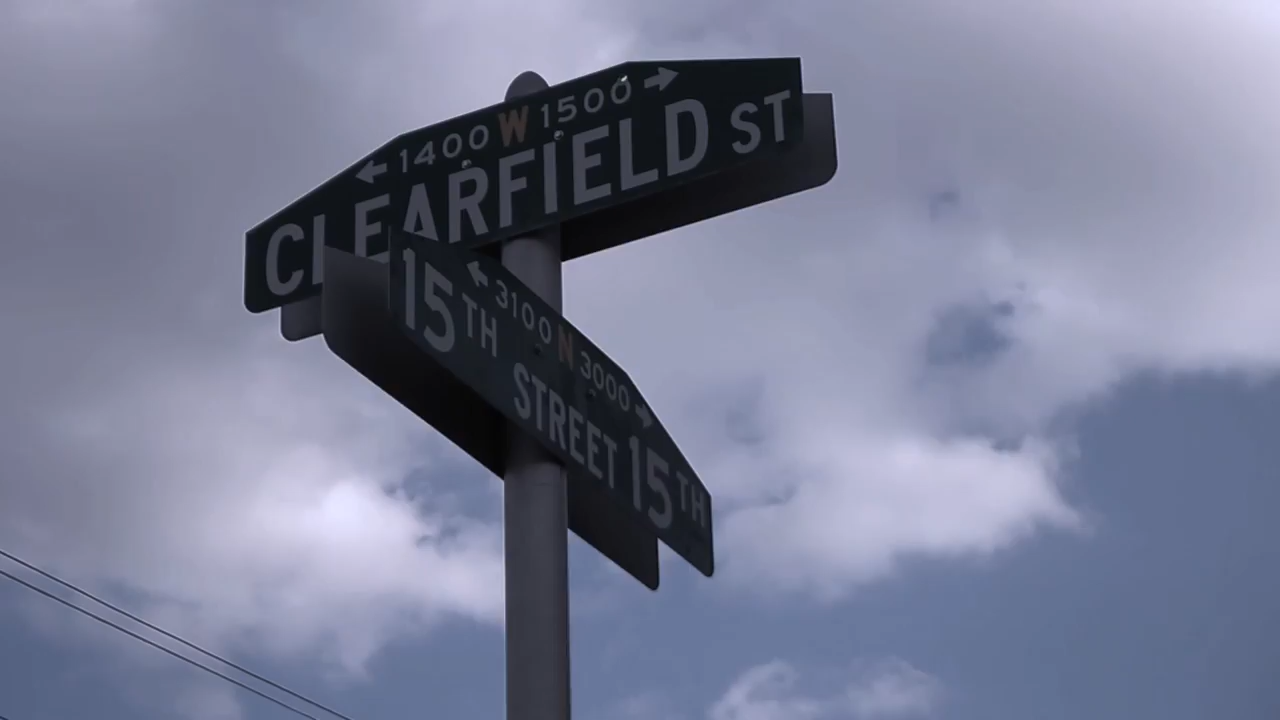 ← 1400 W 1500 →
CLEARFIELD ST
← 3100 N 3000 →
15TH STREET 15TH